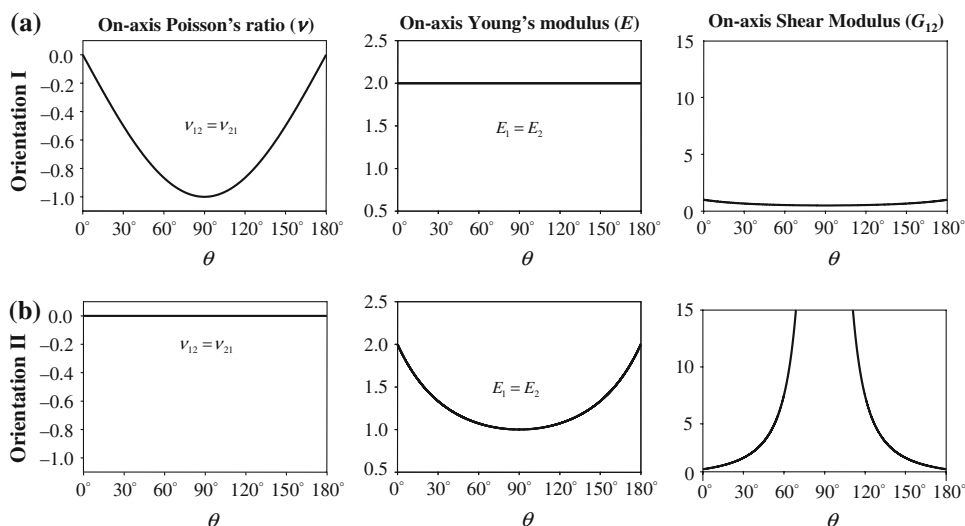 (a)
On-axis Poisson's ratio (ν)
On-axis Young's modulus (E)
On-axis Shear Modulus (G₁₂)
Orientation I
0.0
−0.2
−0.4
−0.6
−0.8
−1.0
ν₁₂ = ν₂₁
0° 30° 60° 90° 120° 150° 180°
θ
2.5
2.0
1.5
1.0
0.5
E₁ = E₂
0° 30° 60° 90° 120° 150° 180°
θ
15
10
5
0
0° 30° 60° 90° 120° 150° 180°
θ
(b)
Orientation II
0.0
−0.2
−0.4
−0.6
−0.8
−1.0
ν₁₂ = ν₂₁
0° 30° 60° 90° 120° 150° 180°
θ
2.5
2.0
1.5
1.0
0.5
E₁ = E₂
0° 30° 60° 90° 120° 150° 180°
θ
15
10
5
0
0° 30° 60° 90° 120° 150° 180°
θ